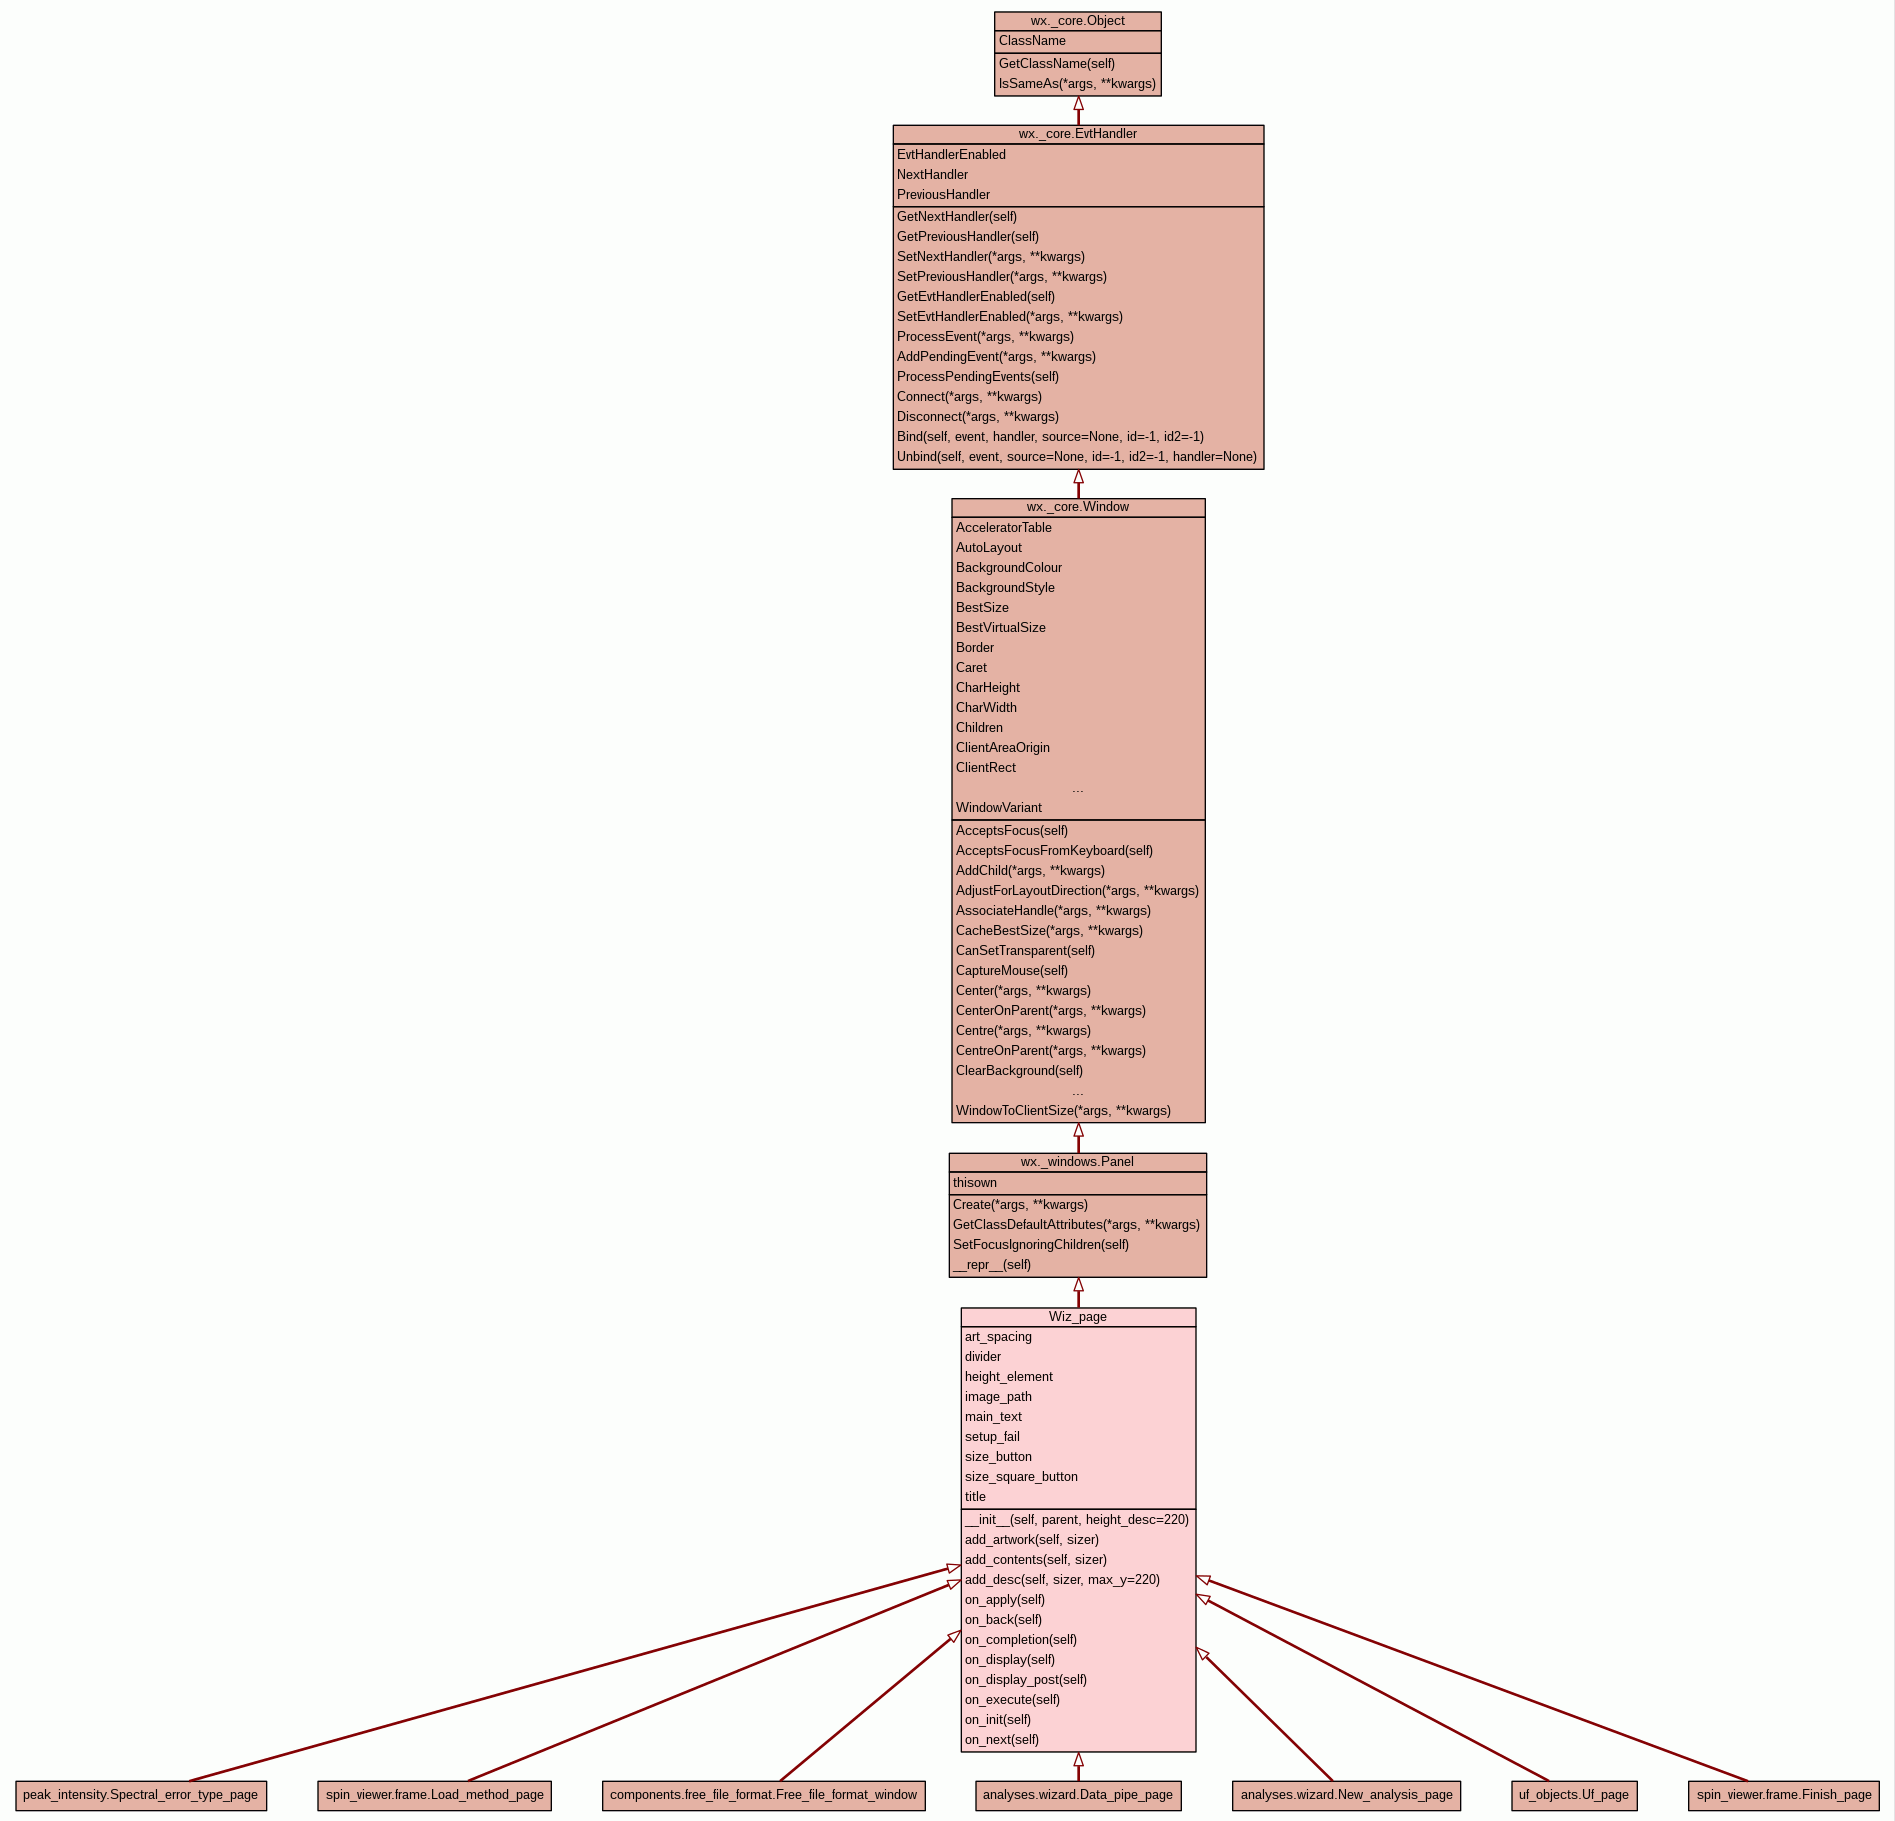 wx._core.Object
ClassName
GetClassName(self)
IsSameAs(*args, **kwargs)
wx._core.EvtHandler
EvtHandlerEnabled
NextHandler
PreviousHandler
GetNextHandler(self)
GetPreviousHandler(self)
SetNextHandler(*args, **kwargs)
SetPreviousHandler(*args, **kwargs)
GetEvtHandlerEnabled(self)
SetEvtHandlerEnabled(*args, **kwargs)
ProcessEvent(*args, **kwargs)
AddPendingEvent(*args, **kwargs)
ProcessPendingEvents(self)
Connect(*args, **kwargs)
Disconnect(*args, **kwargs)
Bind(self, event, handler, source=None, id=-1, id2=-1)
Unbind(self, event, source=None, id=-1, id2=-1, handler=None)
wx._core.Window
AcceleratorTable
AutoLayout
BackgroundColour
BackgroundStyle
BestSize
BestVirtualSize
Border
Caret
CharHeight
CharWidth
Children
ClientAreaOrigin
ClientRect
...
WindowVariant
AcceptsFocus(self)
AcceptsFocusFromKeyboard(self)
AddChild(*args, **kwargs)
AdjustForLayoutDirection(*args, **kwargs)
AssociateHandle(*args, **kwargs)
CacheBestSize(*args, **kwargs)
CanSetTransparent(self)
CaptureMouse(self)
Center(*args, **kwargs)
CenterOnParent(*args, **kwargs)
Centre(*args, **kwargs)
CentreOnParent(*args, **kwargs)
ClearBackground(self)
...
WindowToClientSize(*args, **kwargs)
wx._windows.Panel
thisown
Create(*args, **kwargs)
GetClassDefaultAttributes(*args, **kwargs)
SetFocusIgnoringChildren(self)
__repr__(self)
Wiz_page
art_spacing
divider
height_element
image_path
main_text
setup_fail
size_button
size_square_button
title
__init__(self, parent, height_desc=220)
add_artwork(self, sizer)
add_contents(self, sizer)
add_desc(self, sizer, max_y=220)
on_apply(self)
on_back(self)
on_completion(self)
on_display(self)
on_display_post(self)
on_execute(self)
on_init(self)
on_next(self)
peak_intensity.Spectral_error_type_page
spin_viewer.frame.Load_method_page
components.free_file_format.Free_file_format_window
analyses.wizard.Data_pipe_page
analyses.wizard.New_analysis_page
uf_objects.Uf_page
spin_viewer.frame.Finish_page